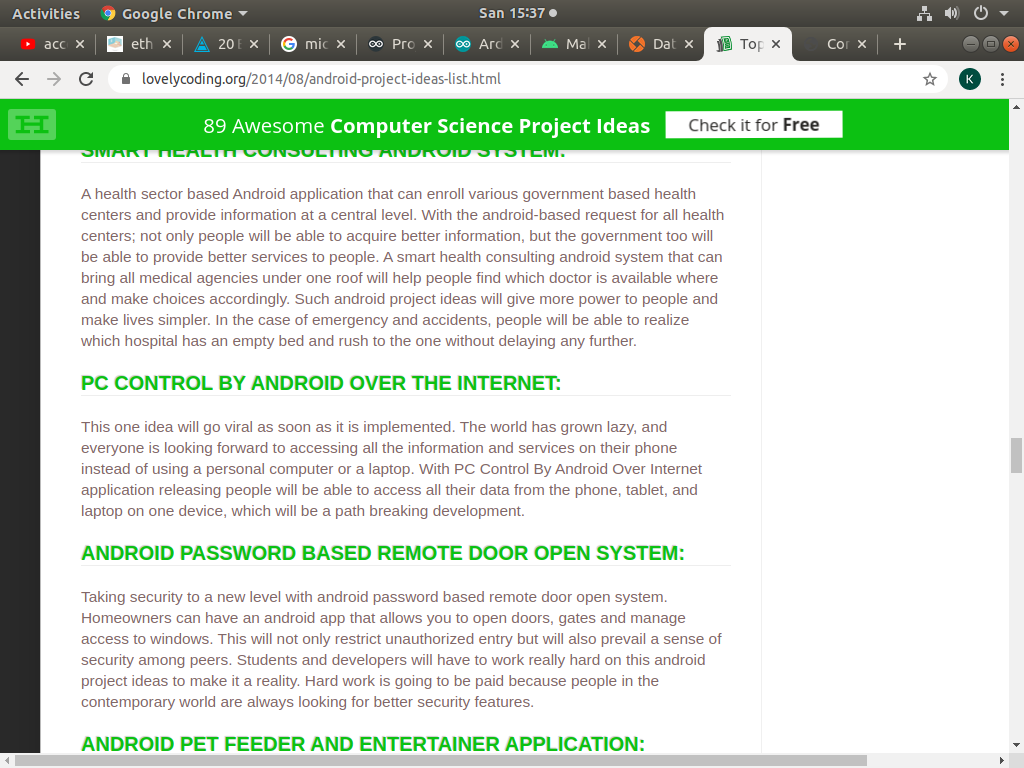 Activities
Google Chrome
San 15:37
acc
eth
20 E
mic
Pro
Ard
Ma
Dat
Top
Cor
lovelycoding.org/2014/08/android-project-ideas-list.html
K
89 Awesome Computer Science Project Ideas
Check it for Free
SMART HEALTH CONSULTING ANDROID SYSTEM:
A health sector based Android application that can enroll various government based health
centers and provide information at a central level. With the android-based request for all health
centers; not only people will be able to acquire better information, but the government too will
be able to provide better services to people. A smart health consulting android system that can
bring all medical agencies under one roof will help people find which doctor is available where
and make choices accordingly. Such android project ideas will give more power to people and
make lives simpler. In the case of emergency and accidents, people will be able to realize
which hospital has an empty bed and rush to the one without delaying any further.
PC CONTROL BY ANDROID OVER THE INTERNET:
This one idea will go viral as soon as it is implemented. The world has grown lazy, and
everyone is looking forward to accessing all the information and services on their phone
instead of using a personal computer or a laptop. With PC Control By Android Over Internet
application releasing people will be able to access all their data from the phone, tablet, and
laptop on one device, which will be a path breaking development.
ANDROID PASSWORD BASED REMOTE DOOR OPEN SYSTEM:
Taking security to a new level with android password based remote door open system.
Homeowners can have an android app that allows you to open doors, gates and manage
access to windows. This will not only restrict unauthorized entry but will also prevail a sense of
security among peers. Students and developers will have to work really hard on this android
project ideas to make it a reality. Hard work is going to be paid because people in the
contemporary world are always looking for better security features.
ANDROID PET FEEDER AND ENTERTAINER APPLICATION: